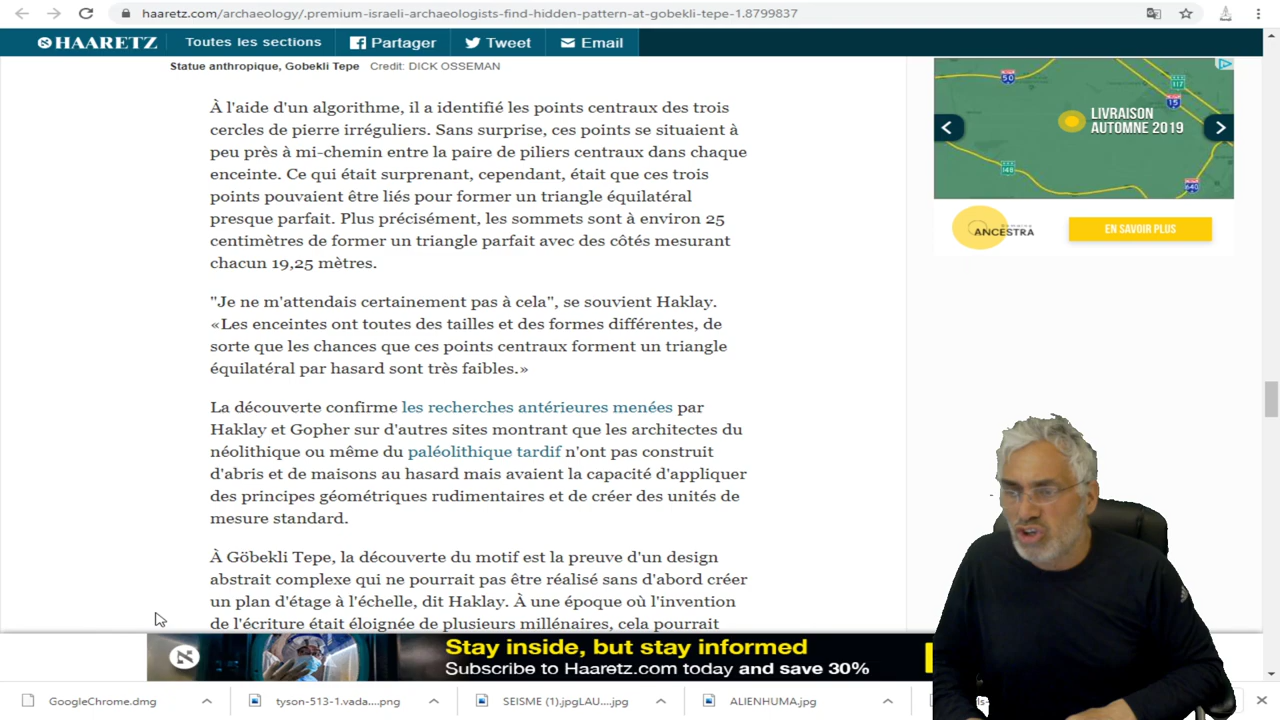 haaretz.com/archaeology/.premium-israeli-archaeologists-find-hidden-pattern-at-gobekli-tepe-1.8799837
HAARETZ Toutes les sections Partager Tweet Email
Statue anthropique, Gobekli Tepe Credit: DICK OSSEMAN
À l'aide d'un algorithme, il a identifié les points centraux des trois
cercles de pierre irréguliers. Sans surprise, ces points se situaient à
peu près à mi-chemin entre la paire de piliers centraux dans chaque
enceinte. Ce qui était surprenant, cependant, était que ces trois
points pouvaient être liés pour former un triangle équilatéral
presque parfait. Plus précisément, les sommets sont à environ 25
centimètres de former un triangle parfait avec des côtés mesurant
chacun 19,25 mètres.
"Je ne m'attendais certainement pas à cela", se souvient Haklay.
«Les enceintes ont toutes des tailles et des formes différentes, de
sorte que les chances que ces points centraux forment un triangle
équilatéral par hasard sont très faibles.»
La découverte confirme les recherches antérieures menées par
Haklay et Gopher sur d'autres sites montrant que les architectes du
néolithique ou même du paléolithique tardif n'ont pas construit
d'abris et de maisons au hasard mais avaient la capacité d'appliquer
des principes géométriques rudimentaires et de créer des unités de
mesure standard.
À Göbekli Tepe, la découverte du motif est la preuve d'un design
abstrait complexe qui ne pourrait pas être réalisé sans d'abord créer
un plan d'étage à l'échelle, dit Haklay. À une époque où l'invention
de l'écriture était éloignée de plusieurs millénaires, cela pourrait
50
117
15
LIVRAISON
AUTOMNE 2019
148
640
ANCESTRA
EN SAVOIR PLUS
Stay inside, but stay informed
Subscribe to Haaretz.com today and save 30%
GoogleChrome.dmg
tyson-513-1.vada....png
SEISME (1).jpgLAU....jpg
ALIENHUMA.jpg